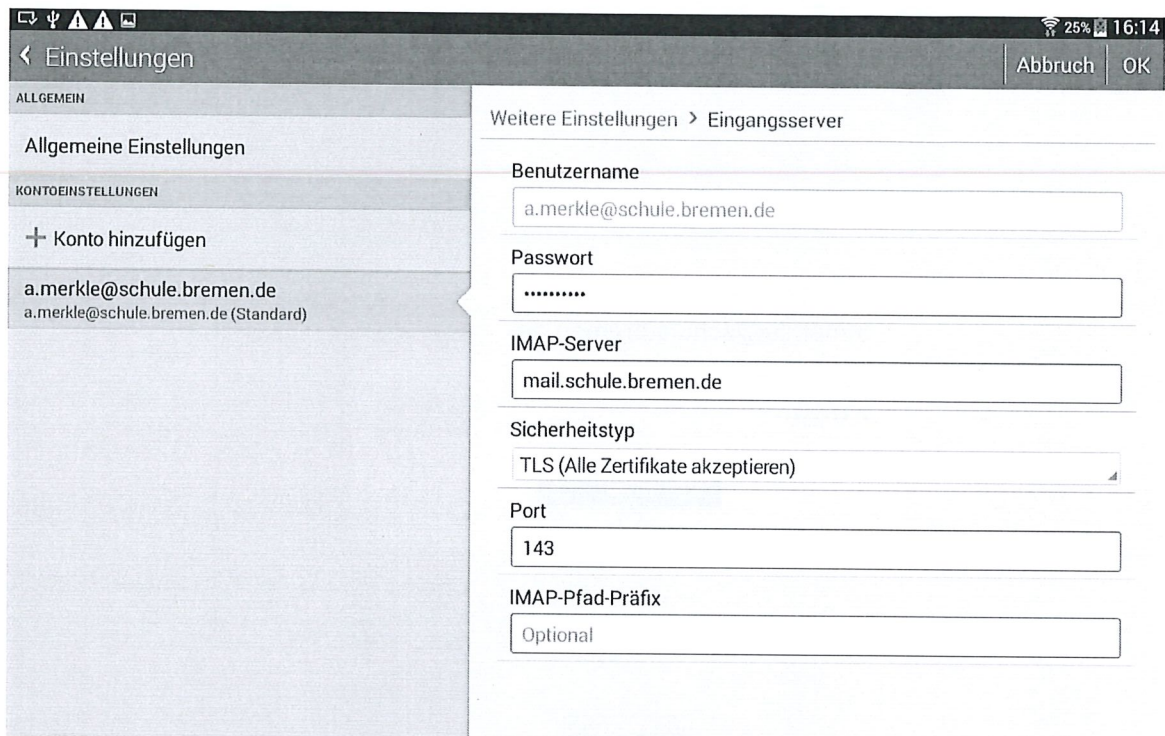 25% 16:14
Einstellungen
Abbruch OK
ALLGEMEIN
Allgemeine Einstellungen
KONTOEINSTELLUNGEN
+ Konto hinzufügen
a.merkle@schule.bremen.de
a.merkle@schule.bremen.de (Standard)
Weitere Einstellungen > Eingangsserver
Benutzername
a.merkle@schule.bremen.de
Passwort
••••••••••
IMAP-Server
mail.schule.bremen.de
Sicherheitstyp
TLS (Alle Zertifikate akzeptieren)
Port
143
IMAP-Pfad-Präfix
Optional